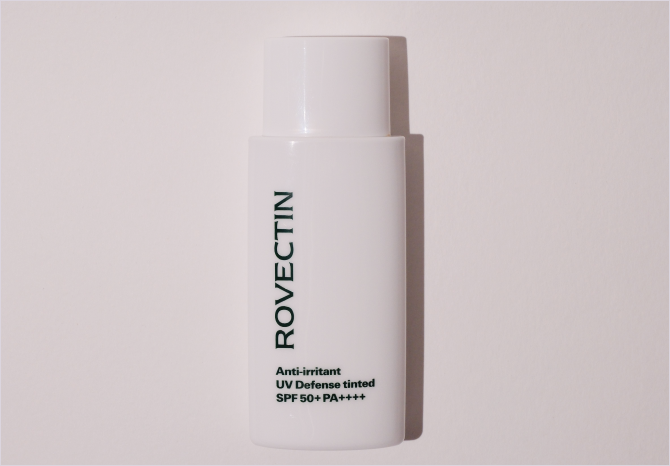 ROVECTIN
Anti-irritant
UV Defense tinted
SPF 50+ PA++++